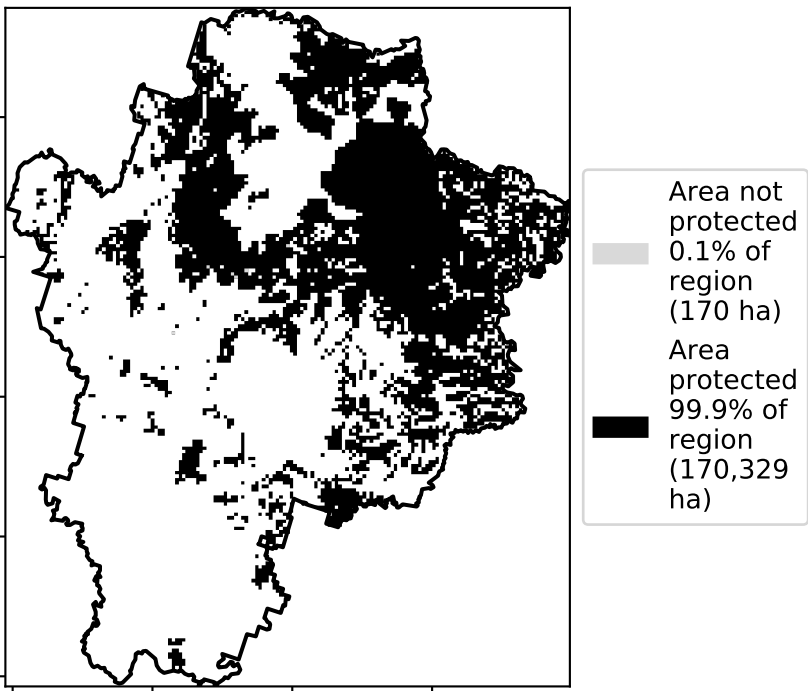 Area not
protected
0.1% of
region
(170 ha)
Area
protected
99.9% of
region
(170,329
ha)